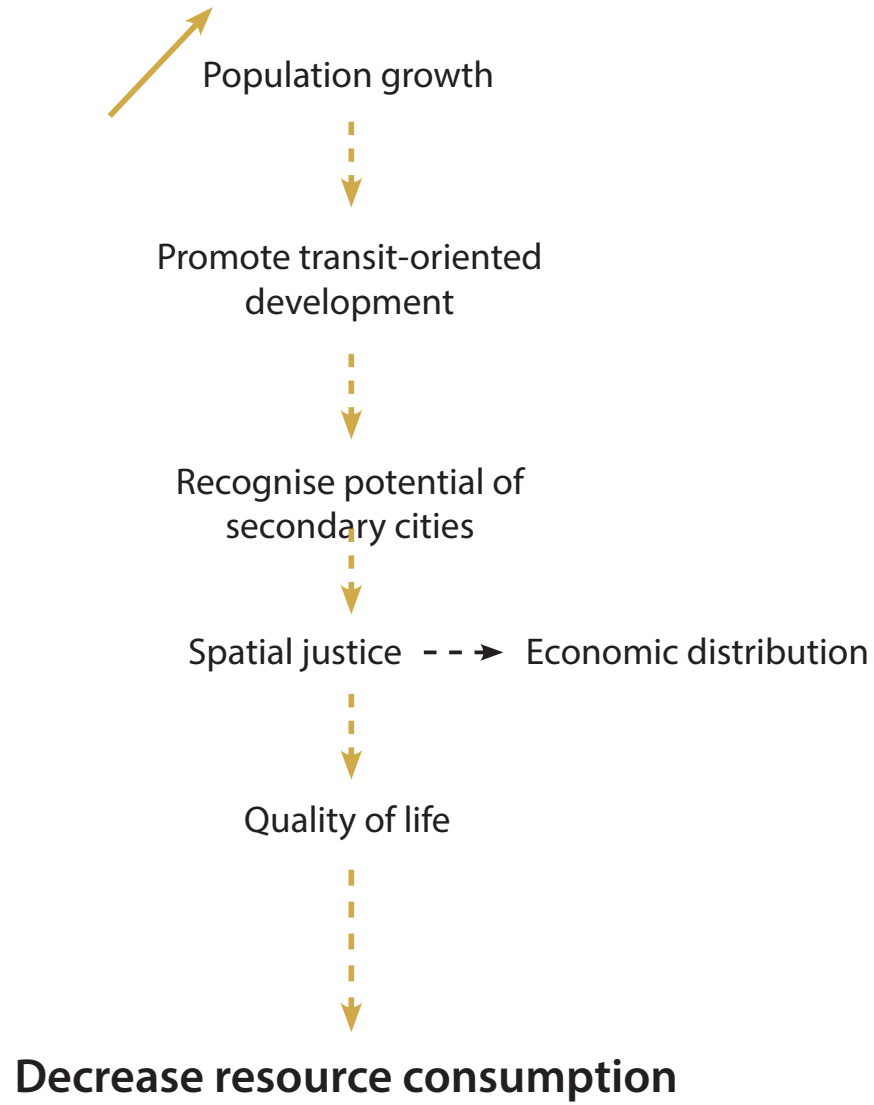 Population growth
Promote transit-oriented
development
Recognise potential of
secondary cities
Spatial justice
Economic distribution
Quality of life
Decrease resource consumption